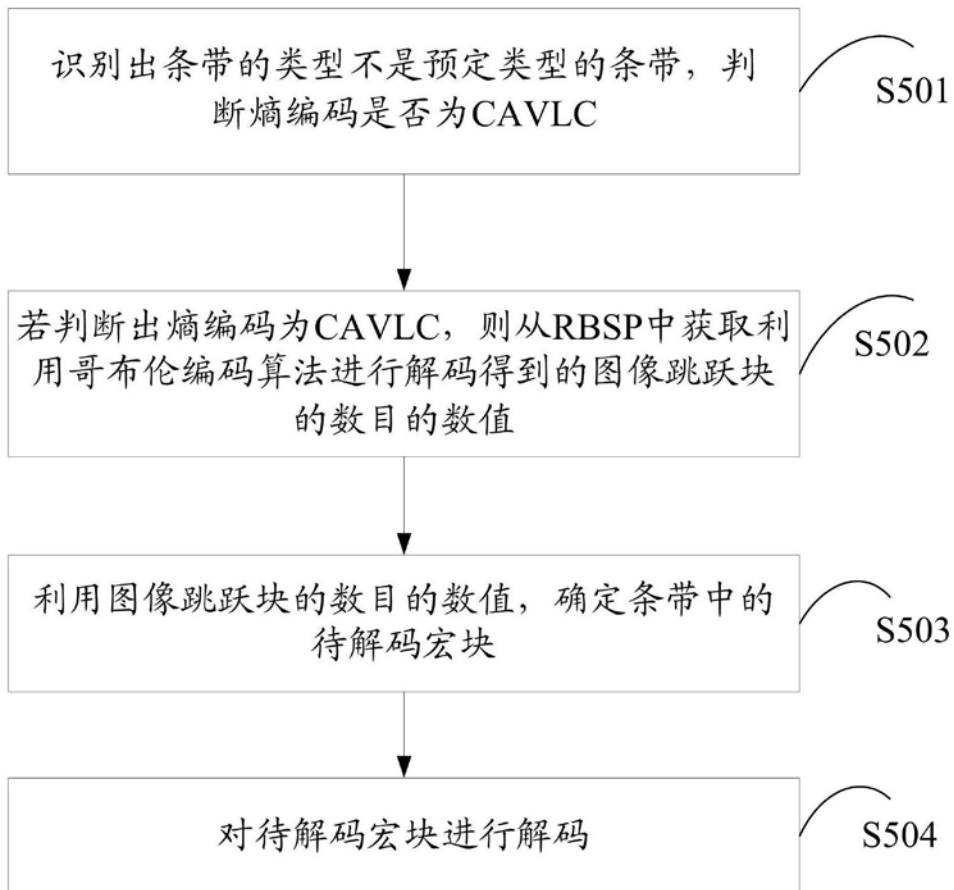 识别出条带的类型不是预定类型的条带，判
断熵编码是否为CAVLC
S501
若判断出熵编码为CAVLC，则从RBSP中获取利
用哥布伦编码算法进行解码得到的图像跳跃块
的数目的数值
S502
利用图像跳跃块的数目的数值，确定条带中的
待解码宏块
S503
对待解码宏块进行解码
S504